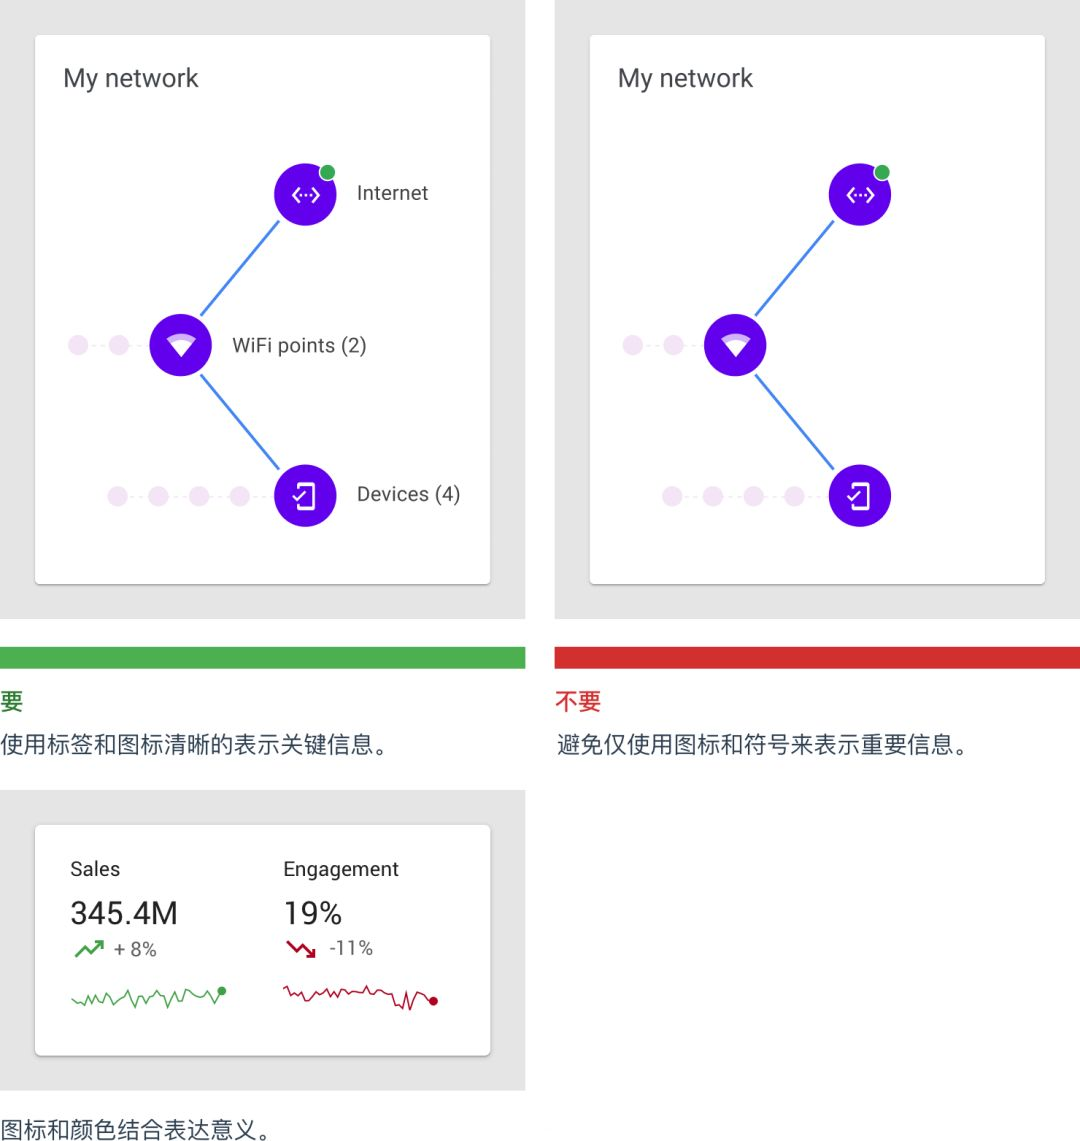 My network
Internet
WiFi points (2)
Devices (4)
要
使用标签和图标清晰的表示关键信息。
My network
不要
避免仅使用图标和符号来表示重要信息。
Sales
345.4M
+ 8%
Engagement
19%
-11%
图标和颜色结合表达意义。